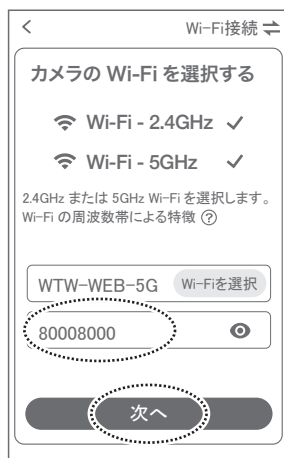 Wi-Fi接続
カメラの Wi-Fi を選択する
Wi-Fi - 2.4GHz
Wi-Fi - 5GHz
2.4GHz または 5GHz Wi-Fi を選択します。
Wi-Fi の周波数帯による特徴 ?
WTW-WEB-5G Wi-Fiを選択
80008000
次へ